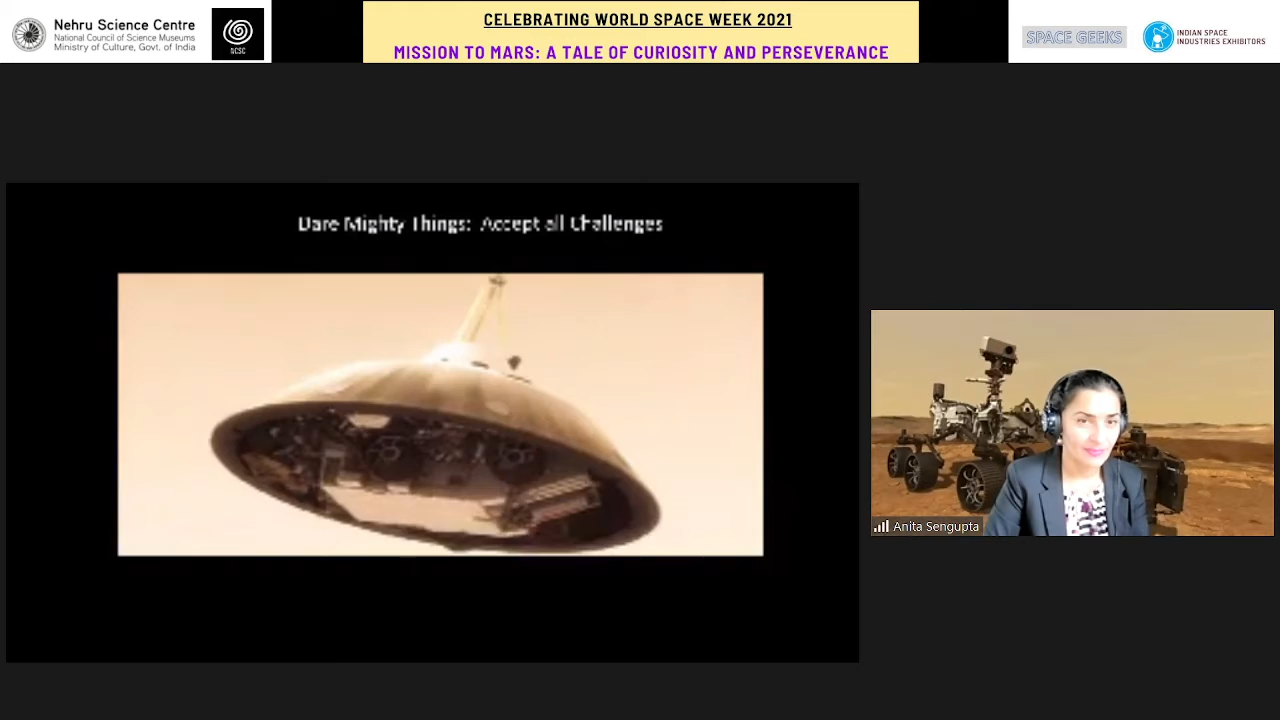 Nehru Science Centre
National Council of Science Museums
Ministry of Culture, Govt. of India
NCSC
CELEBRATING WORLD SPACE WEEK 2021
MISSION TO MARS: A TALE OF CURIOSITY AND PERSEVERANCE
SPACE GEEKS
INDIAN SPACE
INDUSTRIES EXHIBITORS
Dare Mighty Things: Accept all Challenges
Anita Sengupta